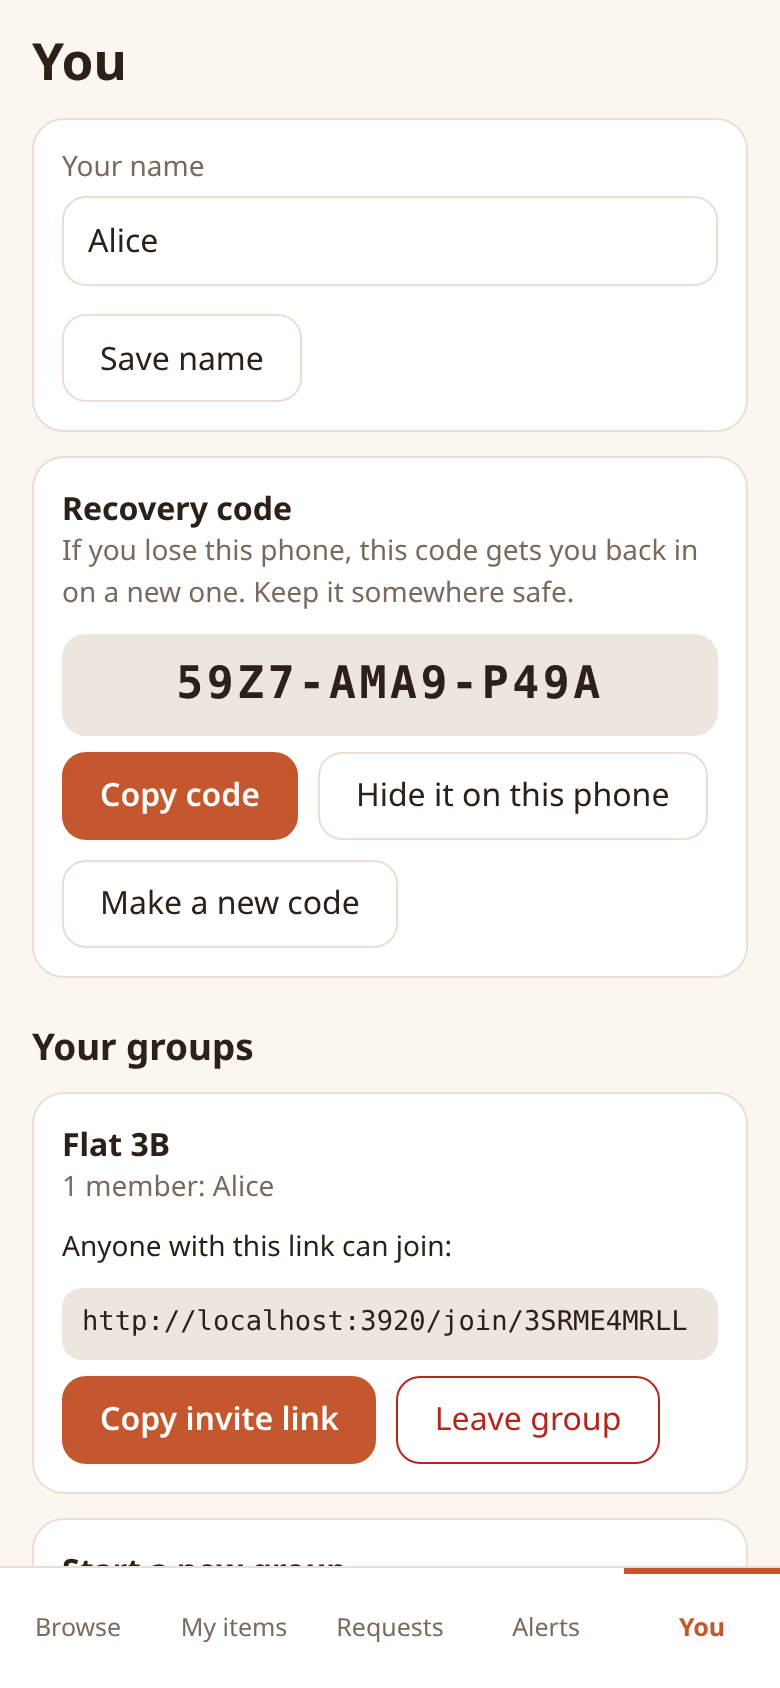 You
Your name
Alice
Save name
Recovery code
If you lose this phone, this code gets you back in
on a new one. Keep it somewhere safe.
59Z7-AMA9-P49A
Copy code
Hide it on this phone
Make a new code
Your groups
Flat 3B
1 member: Alice
Anyone with this link can join:
http://localhost:3920/join/3SRME4MRLL
Copy invite link
Leave group
Start a new group
Browse
My items
Requests
Alerts
You